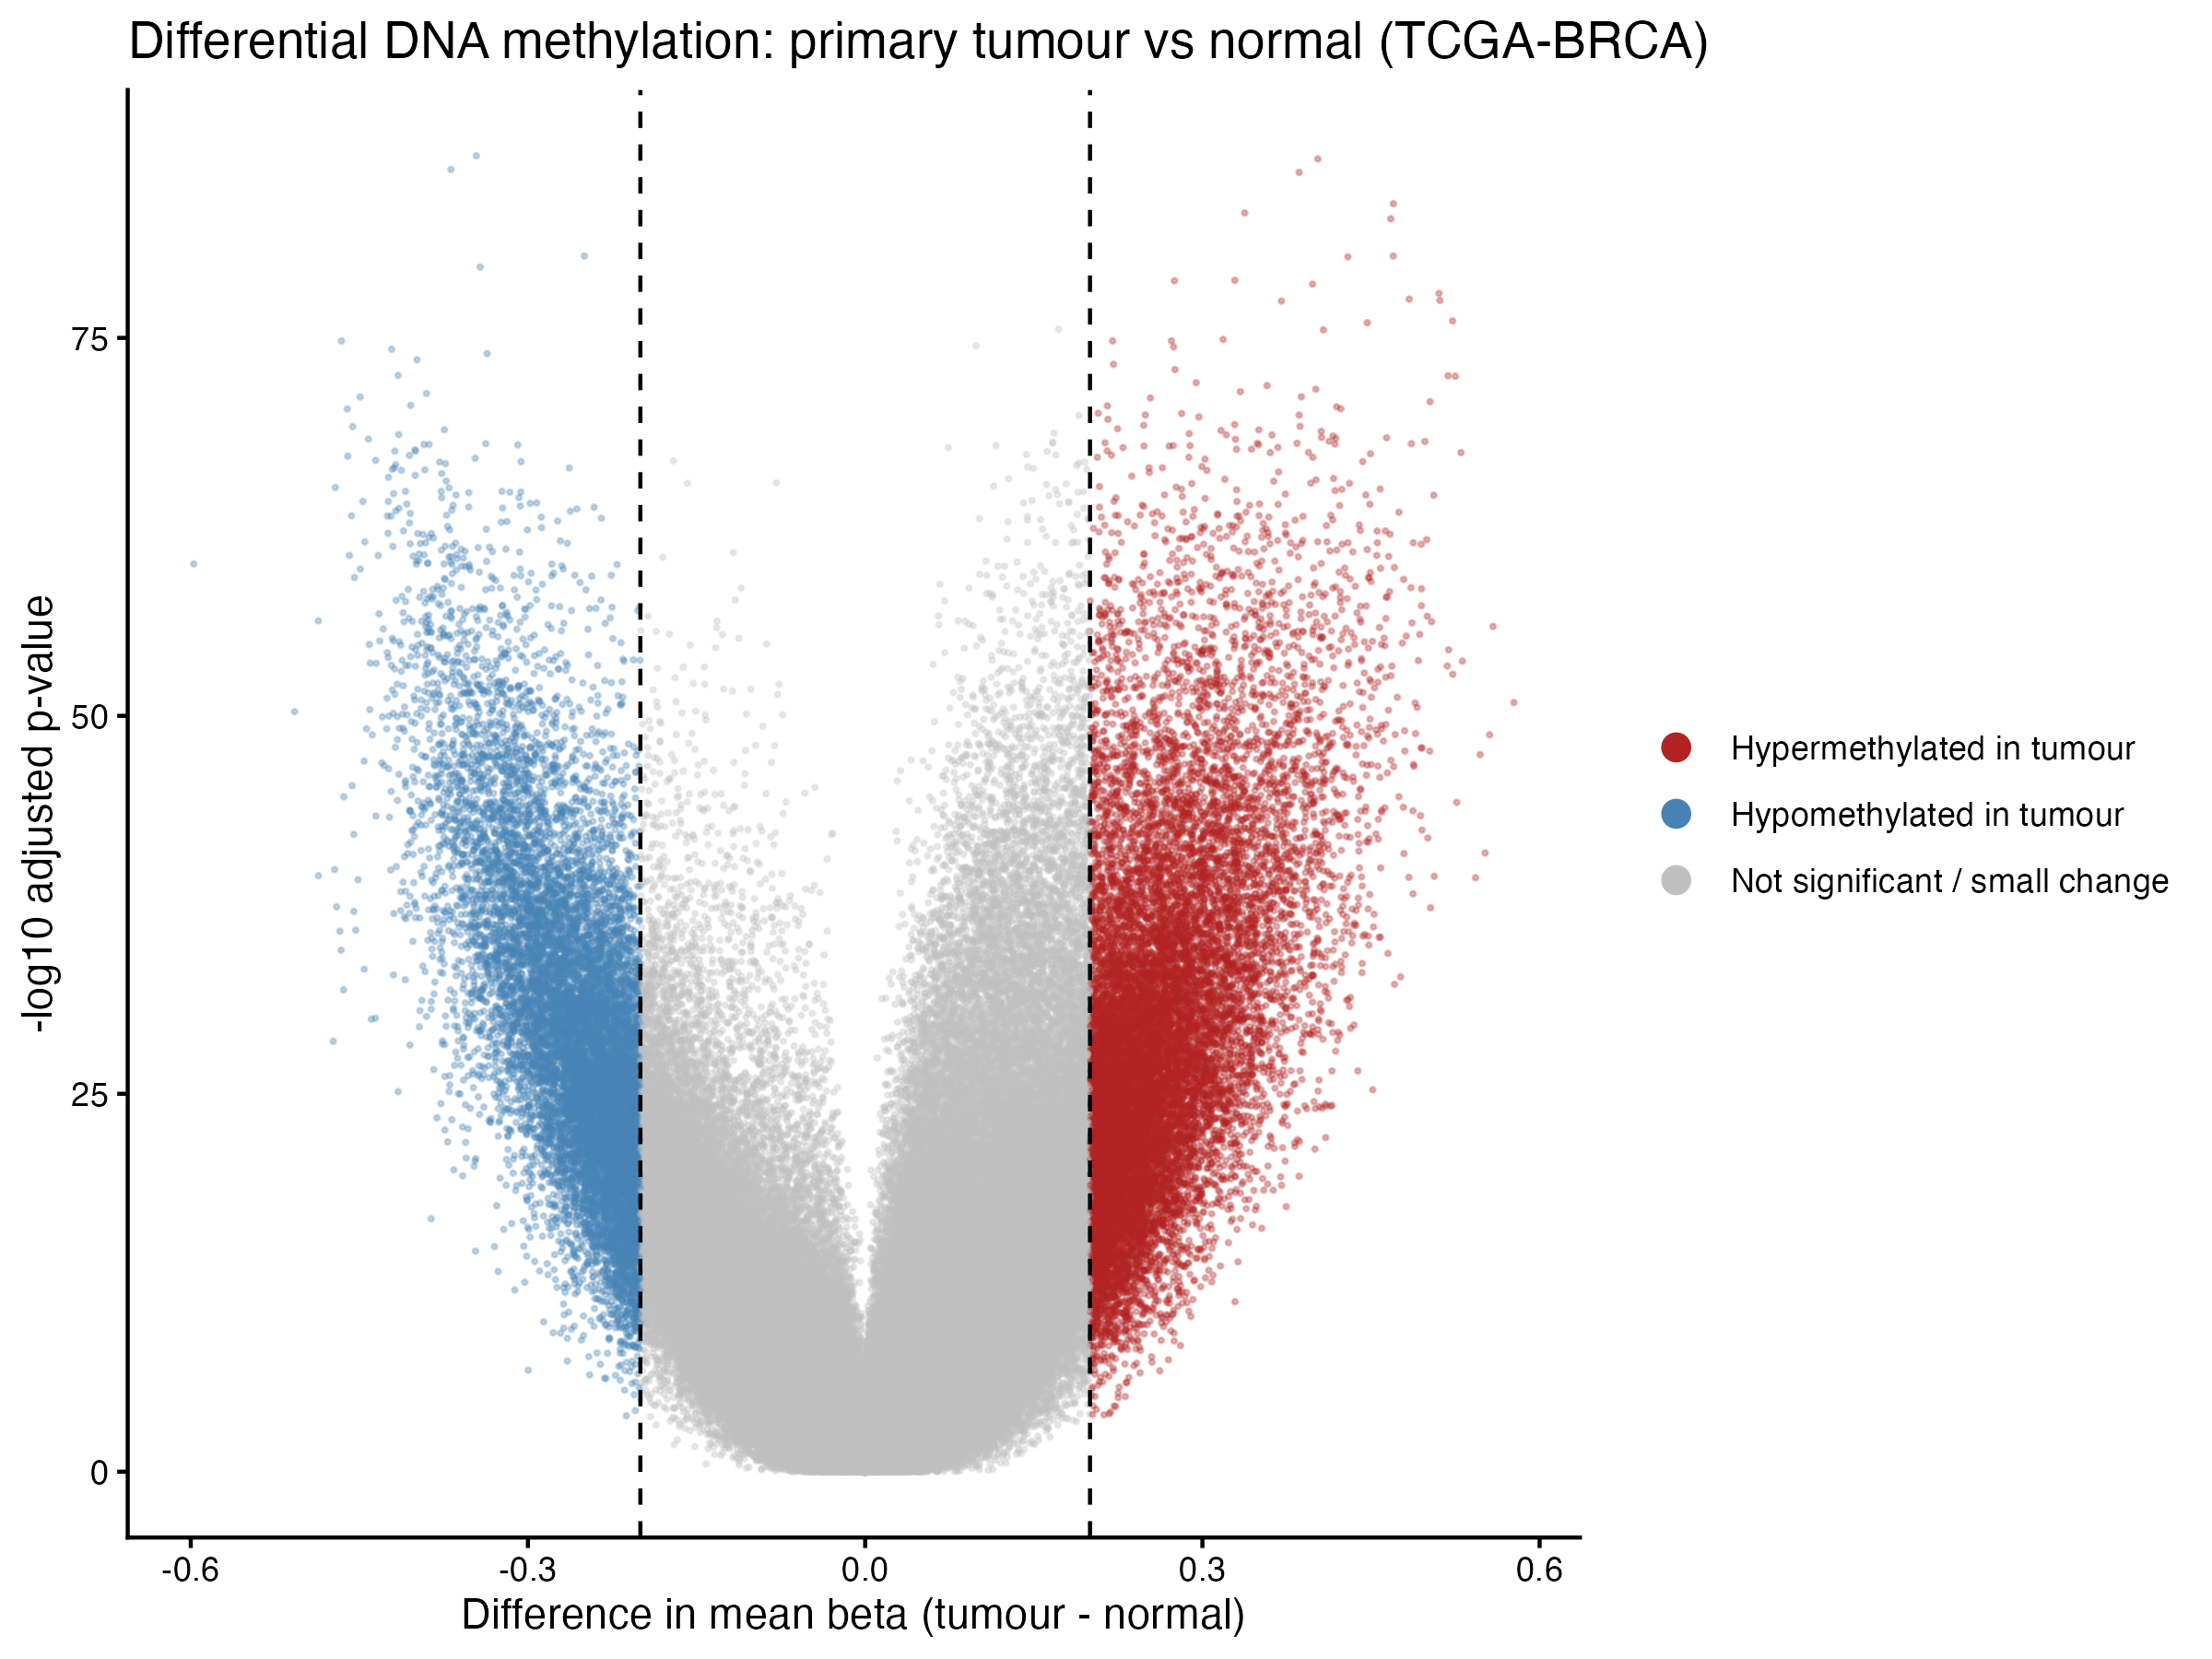 Differential DNA methylation: primary tumour vs normal (TCGA-BRCA)
-log10 adjusted p-value
75
50
25
0
-0.6
-0.3
0.0
0.3
0.6
Difference in mean beta (tumour - normal)
Hypermethylated in tumour
Hypomethylated in tumour
Not significant / small change